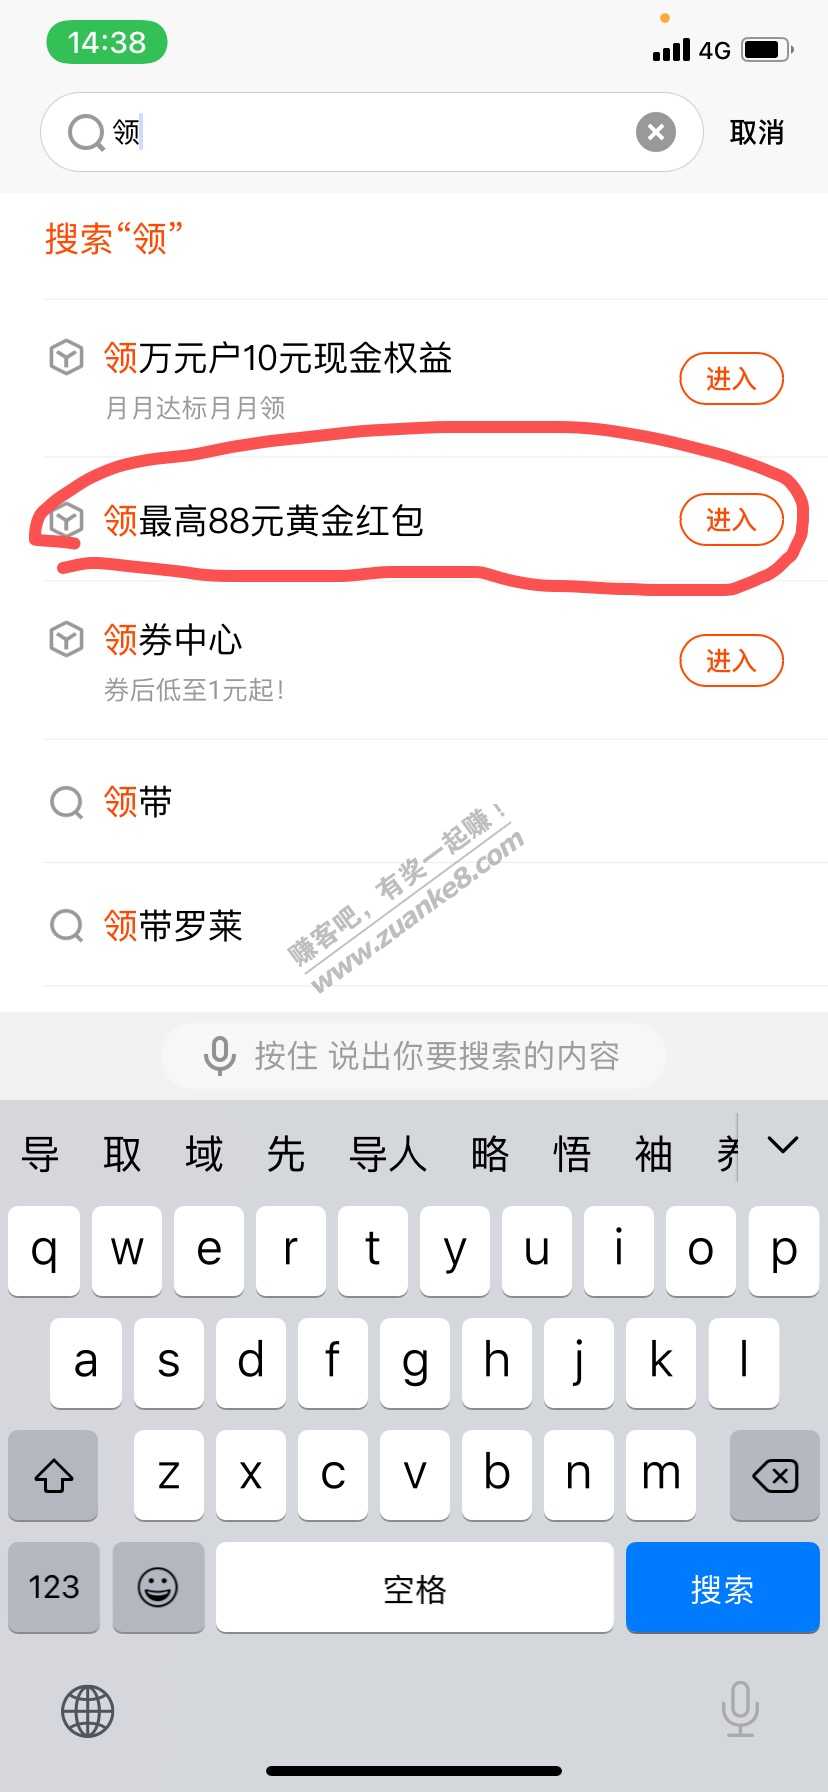 14:38
4G
领
取消
搜索“领”
领万元户10元现金权益
月月达标月月领
进入
领最高88元黄金红包
进入
领券中心
券后低至1元起!
进入
领带
领带罗莱
赚客吧，有奖一起赚！
www.zuanke8.com
按住 说出你要搜索的内容
导 取 域 先 导人 略 悟 袖 养
q w e r t y u i o p
a s d f g h j k l
z x c v b n m
123 空格 搜索